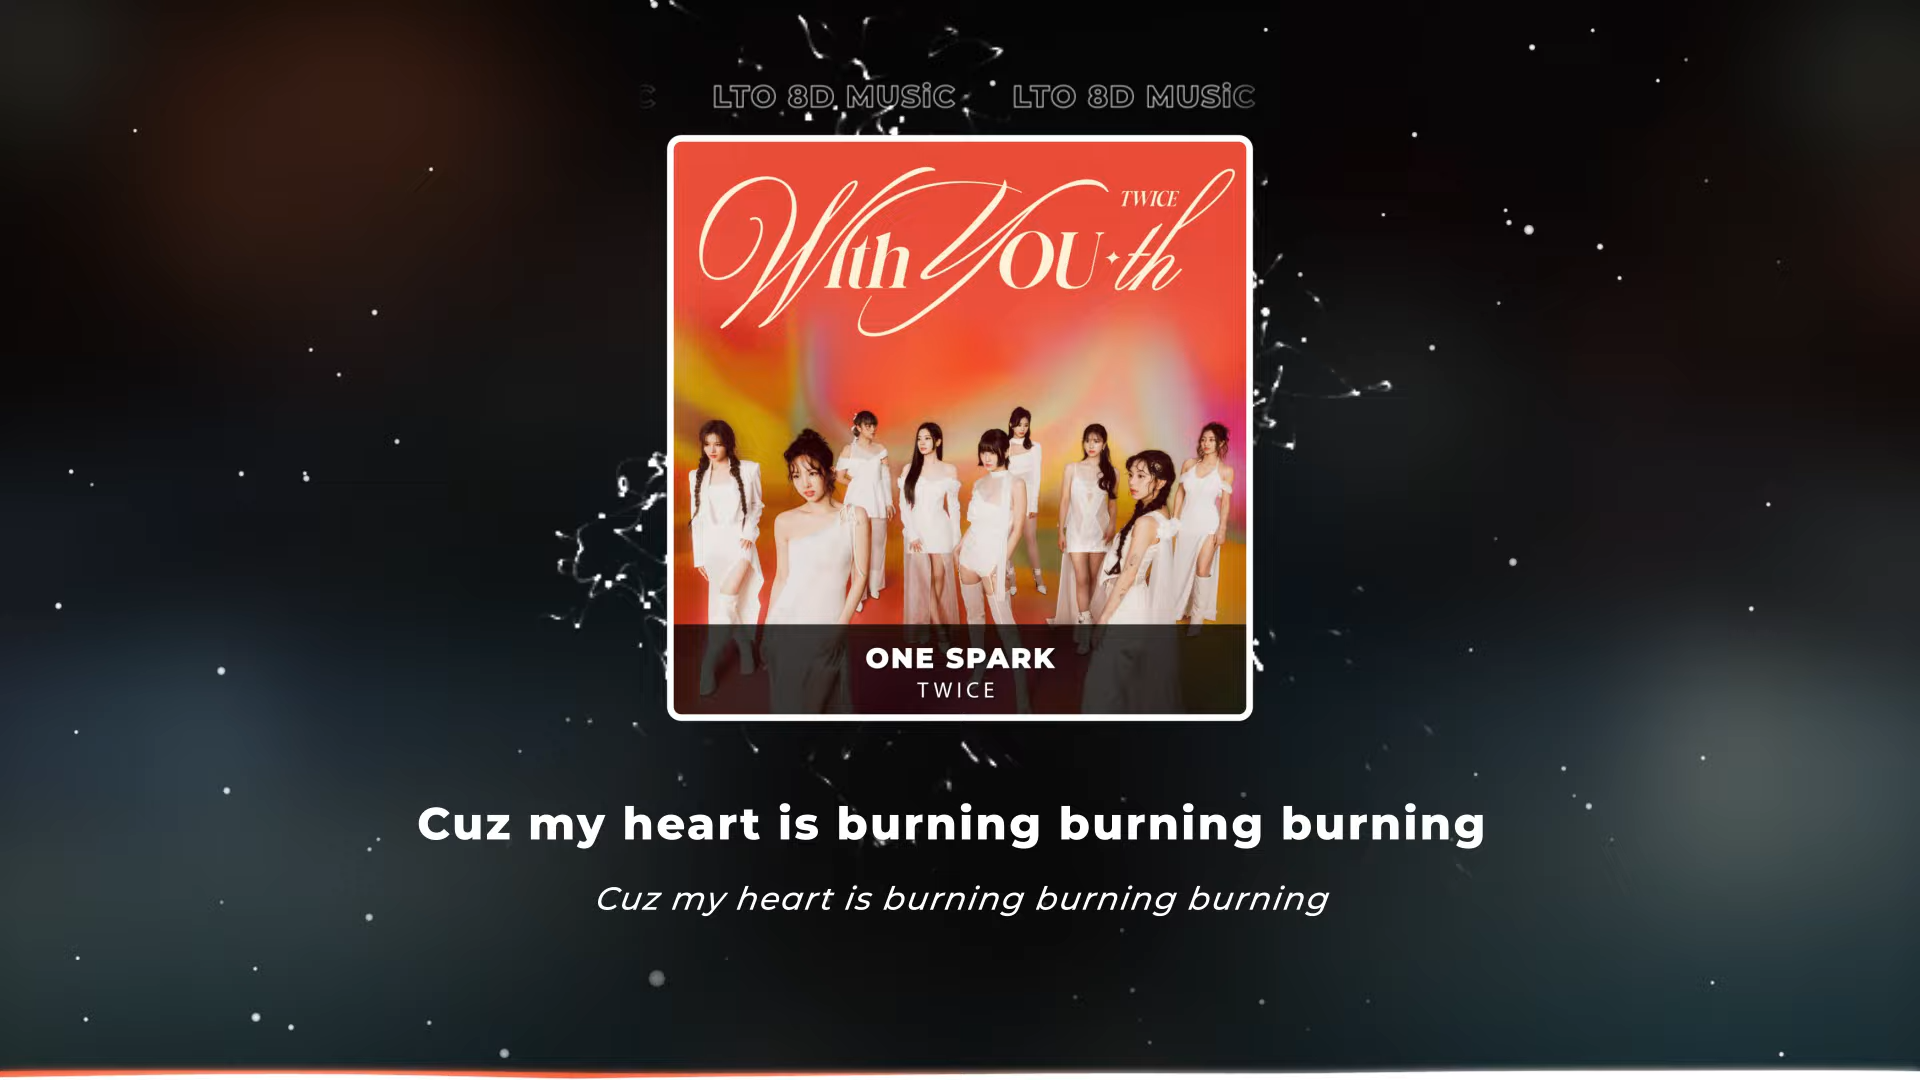 C LTO 8D MUSiC LTO 8D MUSiC
TWICE
With YOU✦th
ONE SPARK
TWICE
Cuz my heart is burning burning burning
Cuz my heart is burning burning burning